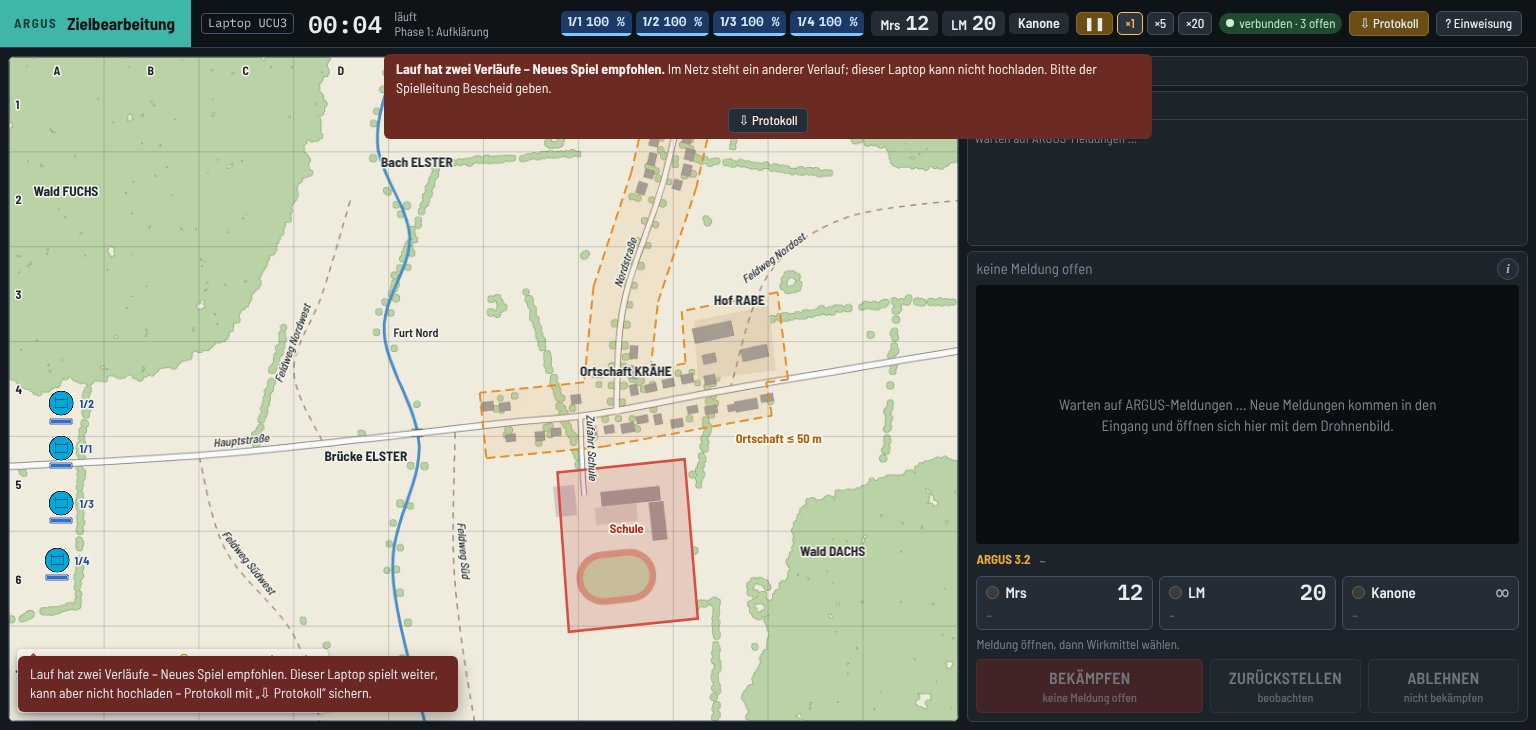 ARGUS Zielbearbeitung
Laptop UCU3
00:04
läuft
Phase 1: Aufklärung
1/1 100 %
1/2 100 %
1/3 100 %
1/4 100 %
Mrs 12
LM 20
Kanone
×1
×5
×20
verbunden · 3 offen
⇩ Protokoll
? Einweisung
Lauf hat zwei Verläufe – Neues Spiel empfohlen. Im Netz steht ein anderer Verlauf; dieser Laptop kann nicht hochladen. Bitte der
Spielleitung Bescheid geben.
⇩ Protokoll
Warten auf ARGUS-Meldungen …
A
B
C
D
1
2
3
4
5
6
Bach ELSTER
Wald FUCHS
Nordstraße
Feldweg Nordost
Hof RABE
Feldweg Nordwest
Furt Nord
Ortschaft KRÄHE
1/2
1/1
1/3
1/4
Hauptstraße
Zufahrt Schule
Ortschaft ≤ 50 m
Brücke ELSTER
Feldweg Südwest
Feldweg Süd
Schule
Wald DACHS
Lauf hat zwei Verläufe – Neues Spiel empfohlen. Dieser Laptop spielt weiter,
kann aber nicht hochladen – Protokoll mit „⇩ Protokoll“ sichern.
keine Meldung offen
i
Warten auf ARGUS-Meldungen … Neue Meldungen kommen in den
Eingang und öffnen sich hier mit dem Drohnenbild.
ARGUS 3.2 –
Mrs 12
–
LM 20
–
Kanone ∞
–
Meldung öffnen, dann Wirkmittel wählen.
BEKÄMPFEN
keine Meldung offen
ZURÜCKSTELLEN
beobachten
ABLEHNEN
nicht bekämpfen